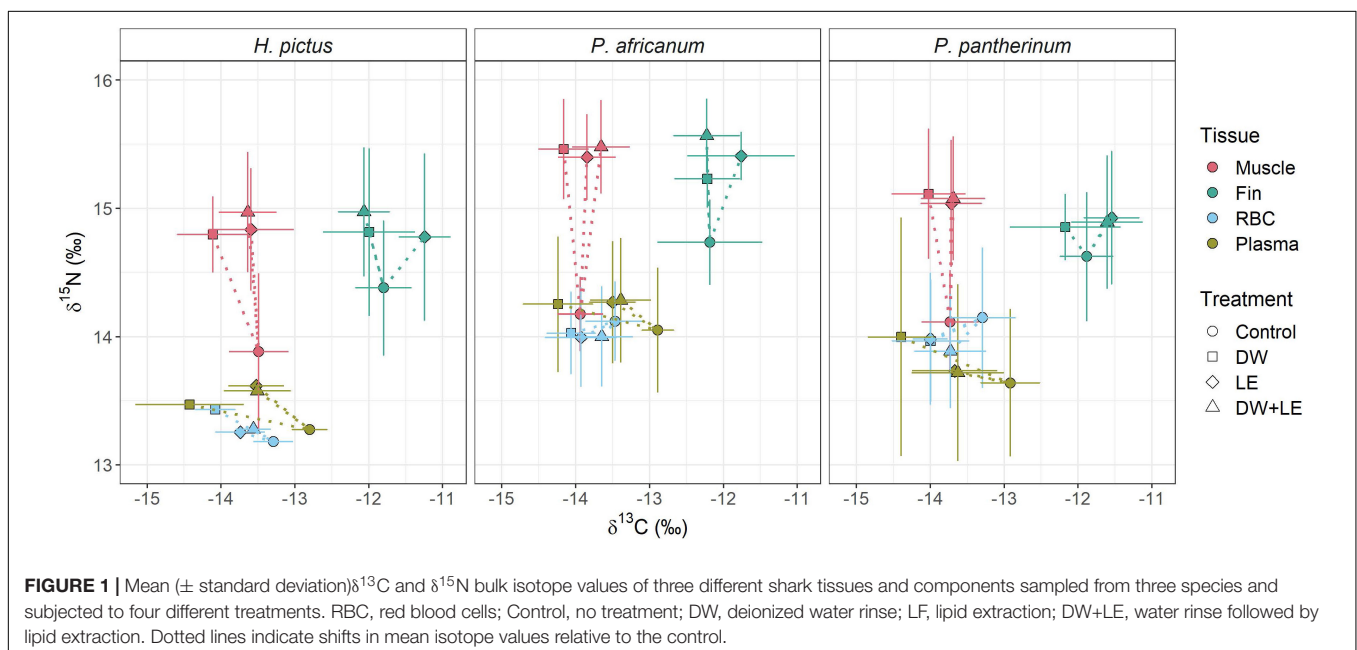 H. pictus
P. africanum
P. pantherinum
16
15
14
13
δ15N (‰)
-15 -14 -13 -12 -11
-15 -14 -13 -12 -11
-15 -14 -13 -12 -11
δ13C (‰)
Tissue
Muscle
Fin
RBC
Plasma
Treatment
Control
DW
LE
DW+LE
FIGURE 1 | Mean (± standard deviation)δ13C and δ15N bulk isotope values of three different shark tissues and components sampled from three species and
subjected to four different treatments. RBC, red blood cells; Control, no treatment; DW, deionized water rinse; LF, lipid extraction; DW+LE, water rinse followed by
lipid extraction. Dotted lines indicate shifts in mean isotope values relative to the control.